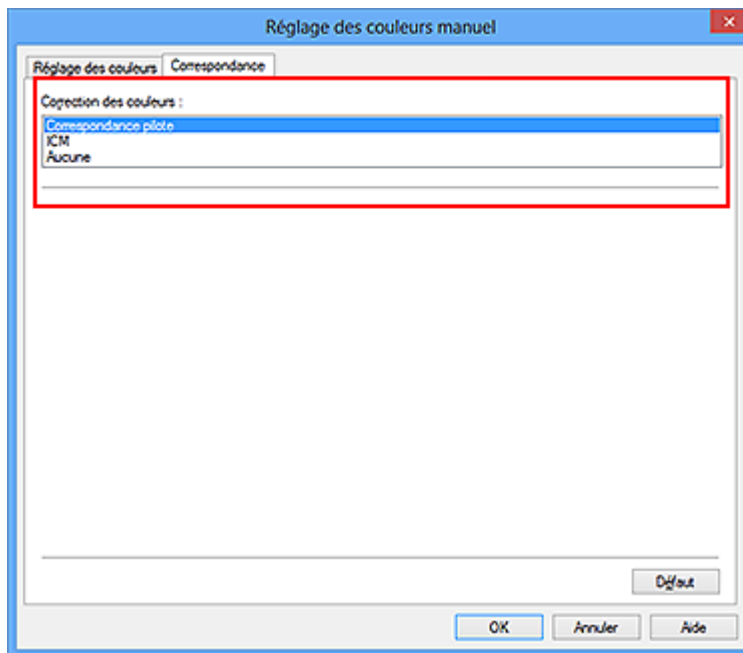 Réglage des couleurs manuel
Réglage des couleurs Correspondance
Correction des couleurs :
Correspondance pilote
ICM
Aucune
Défaut
OK Annuler Aide